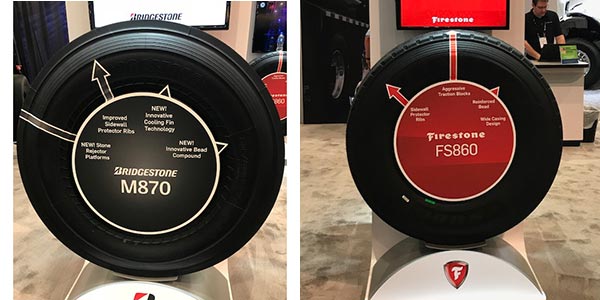 BRIDGESTONE
NEW! Stone
Rejector
Platforms
Improved
Sidewall
Protector Ribs
NEW!
Innovative
Cooling Fin
Technology
NEW!
Innovative Bead
Compound
BRIDGESTONE
M870
Firestone
FS860
Sidewall
Protector
Ribs
Aggressive
Traction Blocks
Reinforced
Bead
Wide Casing
Design
Firestone
FS860
F